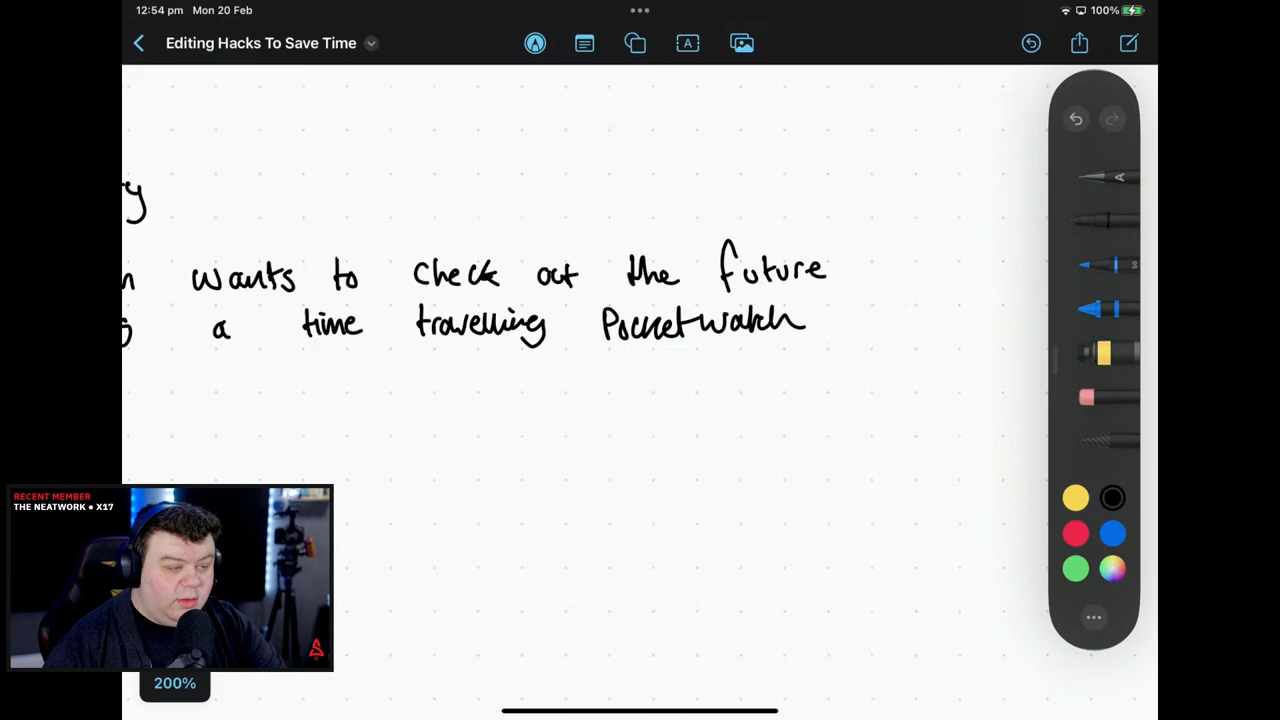 12:54 pm Mon 20 Feb
100%
Editing Hacks To Save Time
A
y
n wants to check out the future
g a time travelling Pocketwatch
RECENT MEMBER
THE NEATWORK • X17
200%